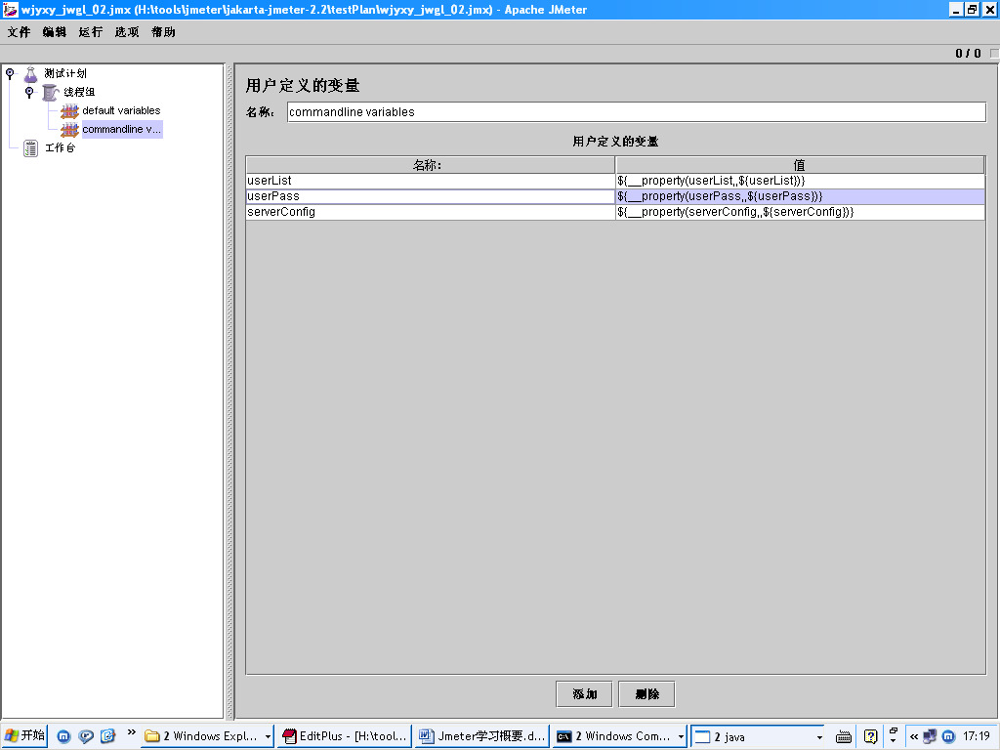 wjyxy_jwgl_02.jmx (H:\tools\jmeter\jakarta-jmeter-2.2\testPlan\wjyxy_jwgl_02.jmx) - Apache JMeter
文件 编辑 运行 选项 帮助
0 / 0
测试计划
线程组
default variables
commandline v...
工作台
用户定义的变量
名称: commandline variables
用户定义的变量
名称: 值
userList ${__property(userList,,${userList})}
userPass ${__property(userPass,,${userPass})}
serverConfig ${__property(serverConfig,,${serverConfig})}
添加 删除
开始 2 Windows Expl... EditPlus - [H:\tool... Jmeter学习概要.d... 2 Windows Com... 2 java 17:19